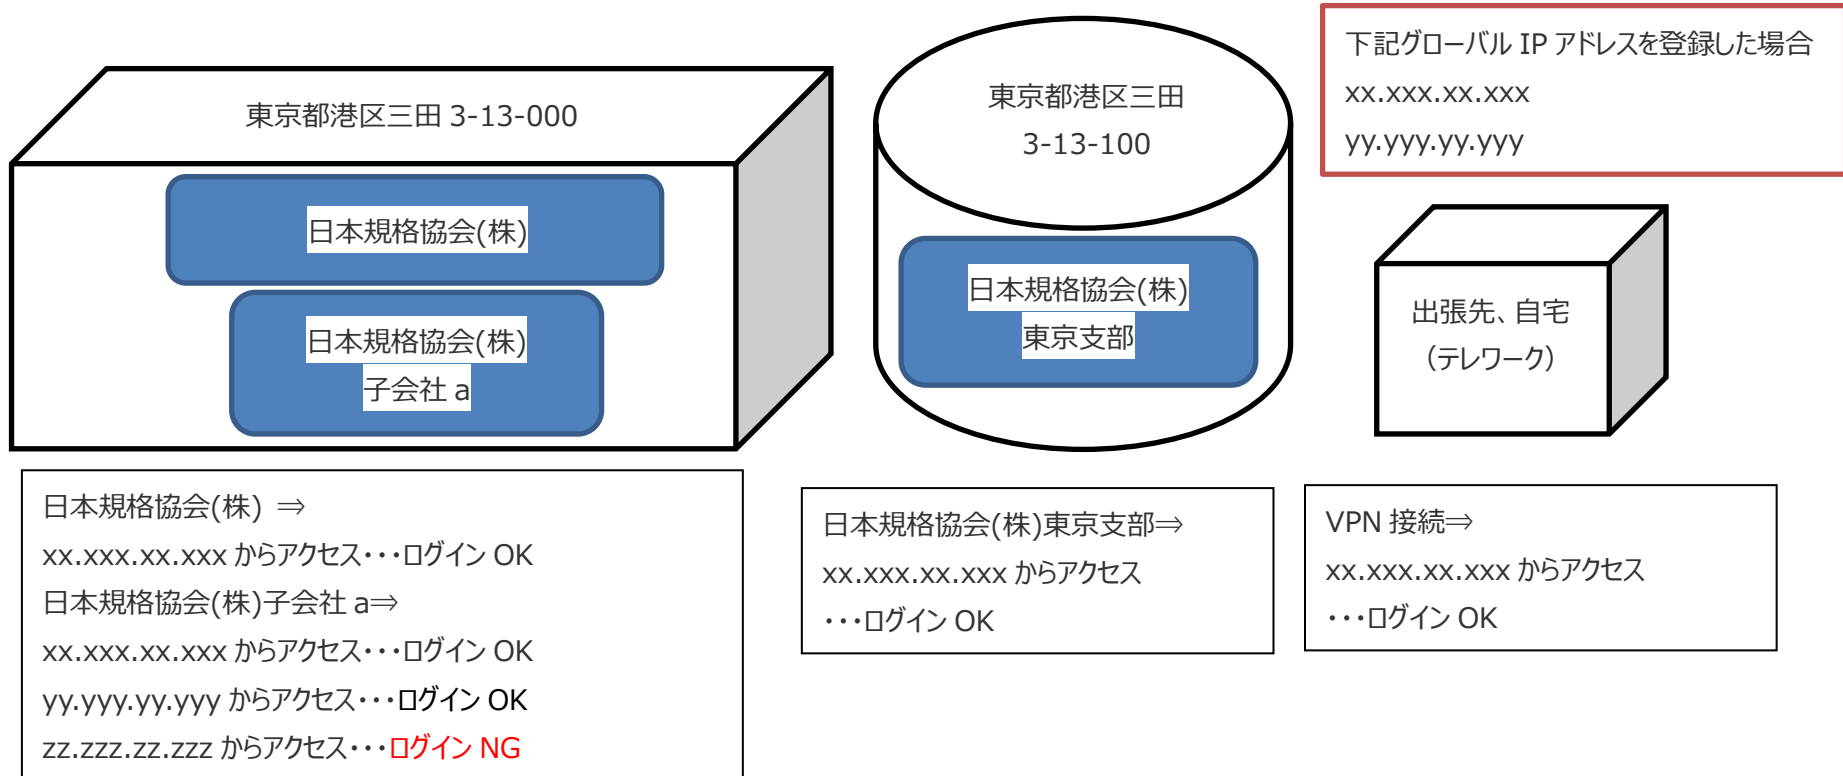 東京都港区三田 3-13-000
日本規格協会(株)
日本規格協会(株)
子会社 a
東京都港区三田
3-13-100
日本規格協会(株)
東京支部
下記グローバル IP アドレスを登録した場合
xx.xxx.xx.xxx
yy.yyy.yy.yyy
出張先、自宅
（テレワーク）
日本規格協会(株) ⇒
xx.xxx.xx.xxx からアクセス・・・ログイン OK
日本規格協会(株)子会社 a⇒
xx.xxx.xx.xxx からアクセス・・・ログイン OK
yy.yyy.yy.yyy からアクセス・・・ログイン OK
zz.zzz.zz.zzz からアクセス・・・ログイン NG
日本規格協会(株)東京支部⇒
xx.xxx.xx.xxx からアクセス
・・・ログイン OK
VPN 接続⇒
xx.xxx.xx.xxx からアクセス
・・・ログイン OK